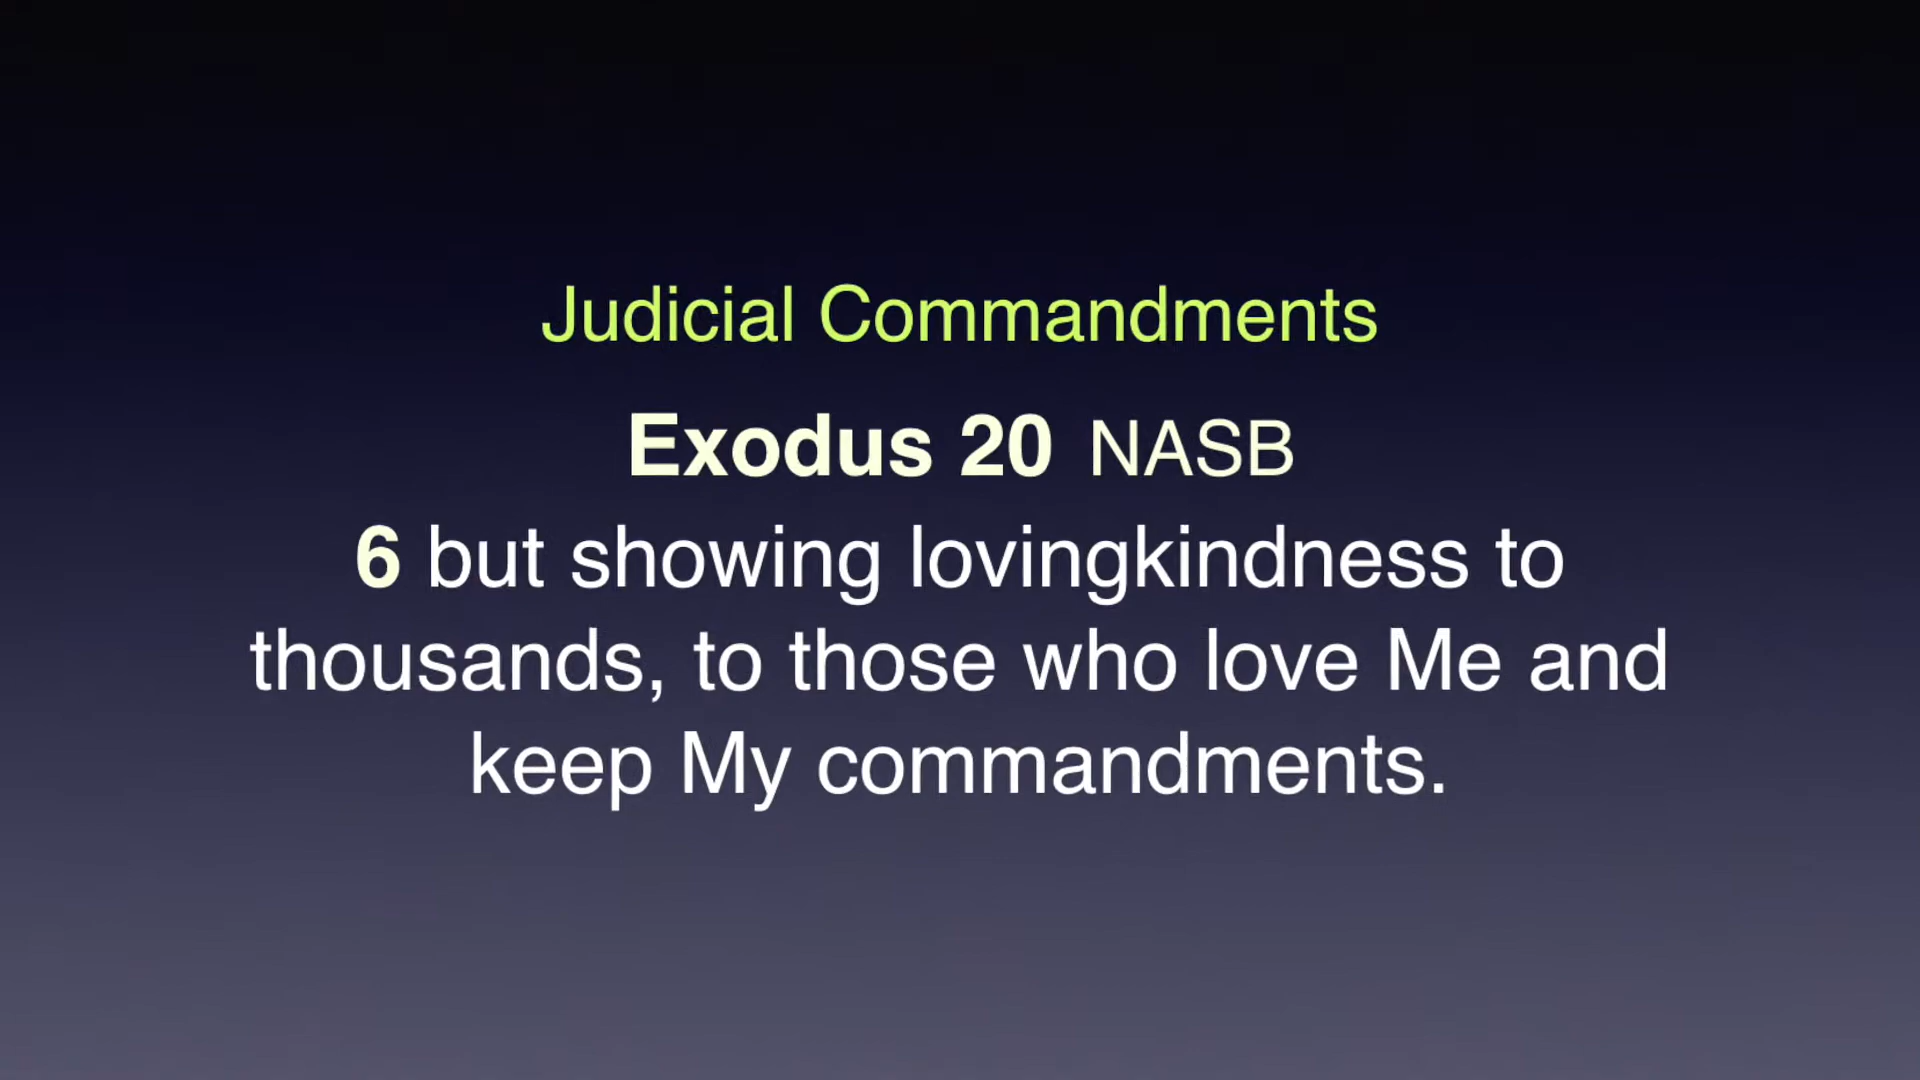 Judicial Commandments
Exodus 20 NASB
6 but showing lovingkindness to
thousands, to those who love Me and
keep My commandments.